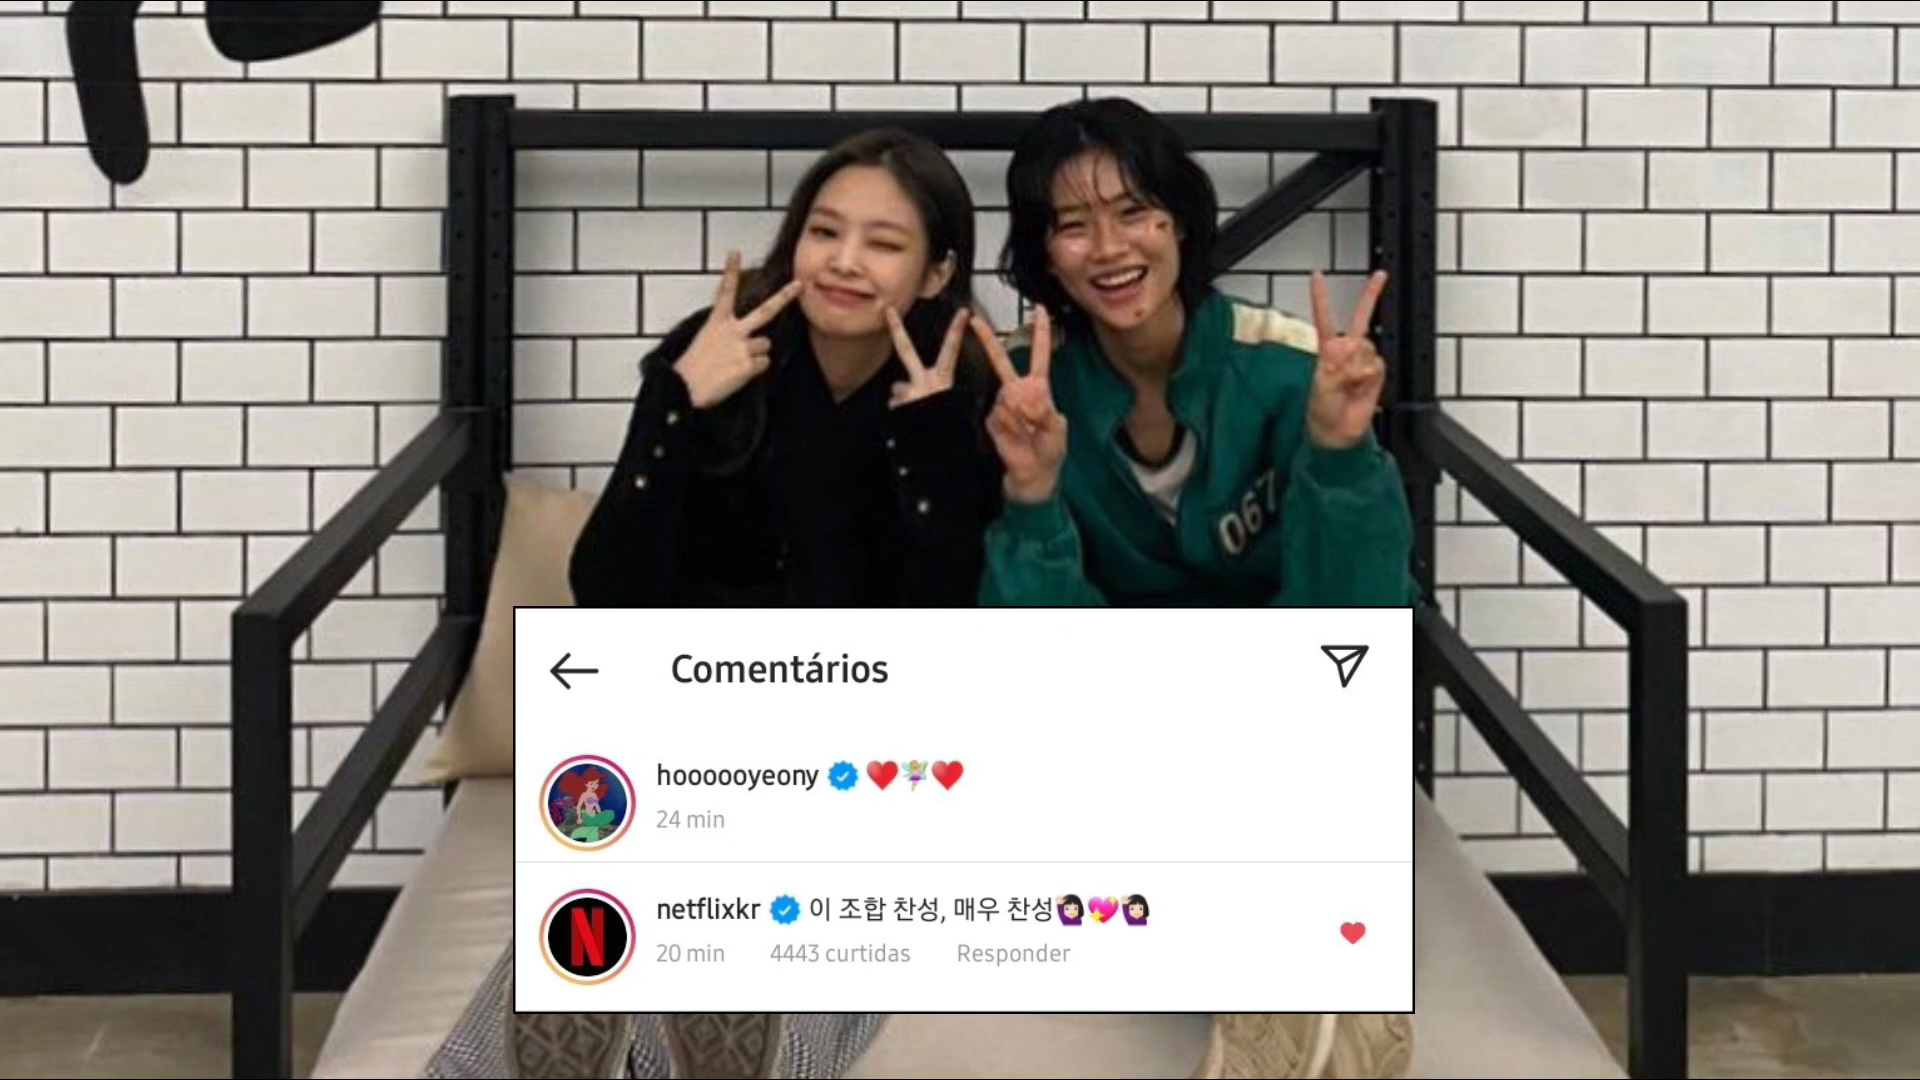 067
Comentários
hoooooyeony ❤️🧚🏼‍♀️❤️
24 min
N
netflixkr 이 조합 찬성, 매우 찬성🙋🏻‍♀️💖🙋🏻‍♀️
20 min 4443 curtidas Responder